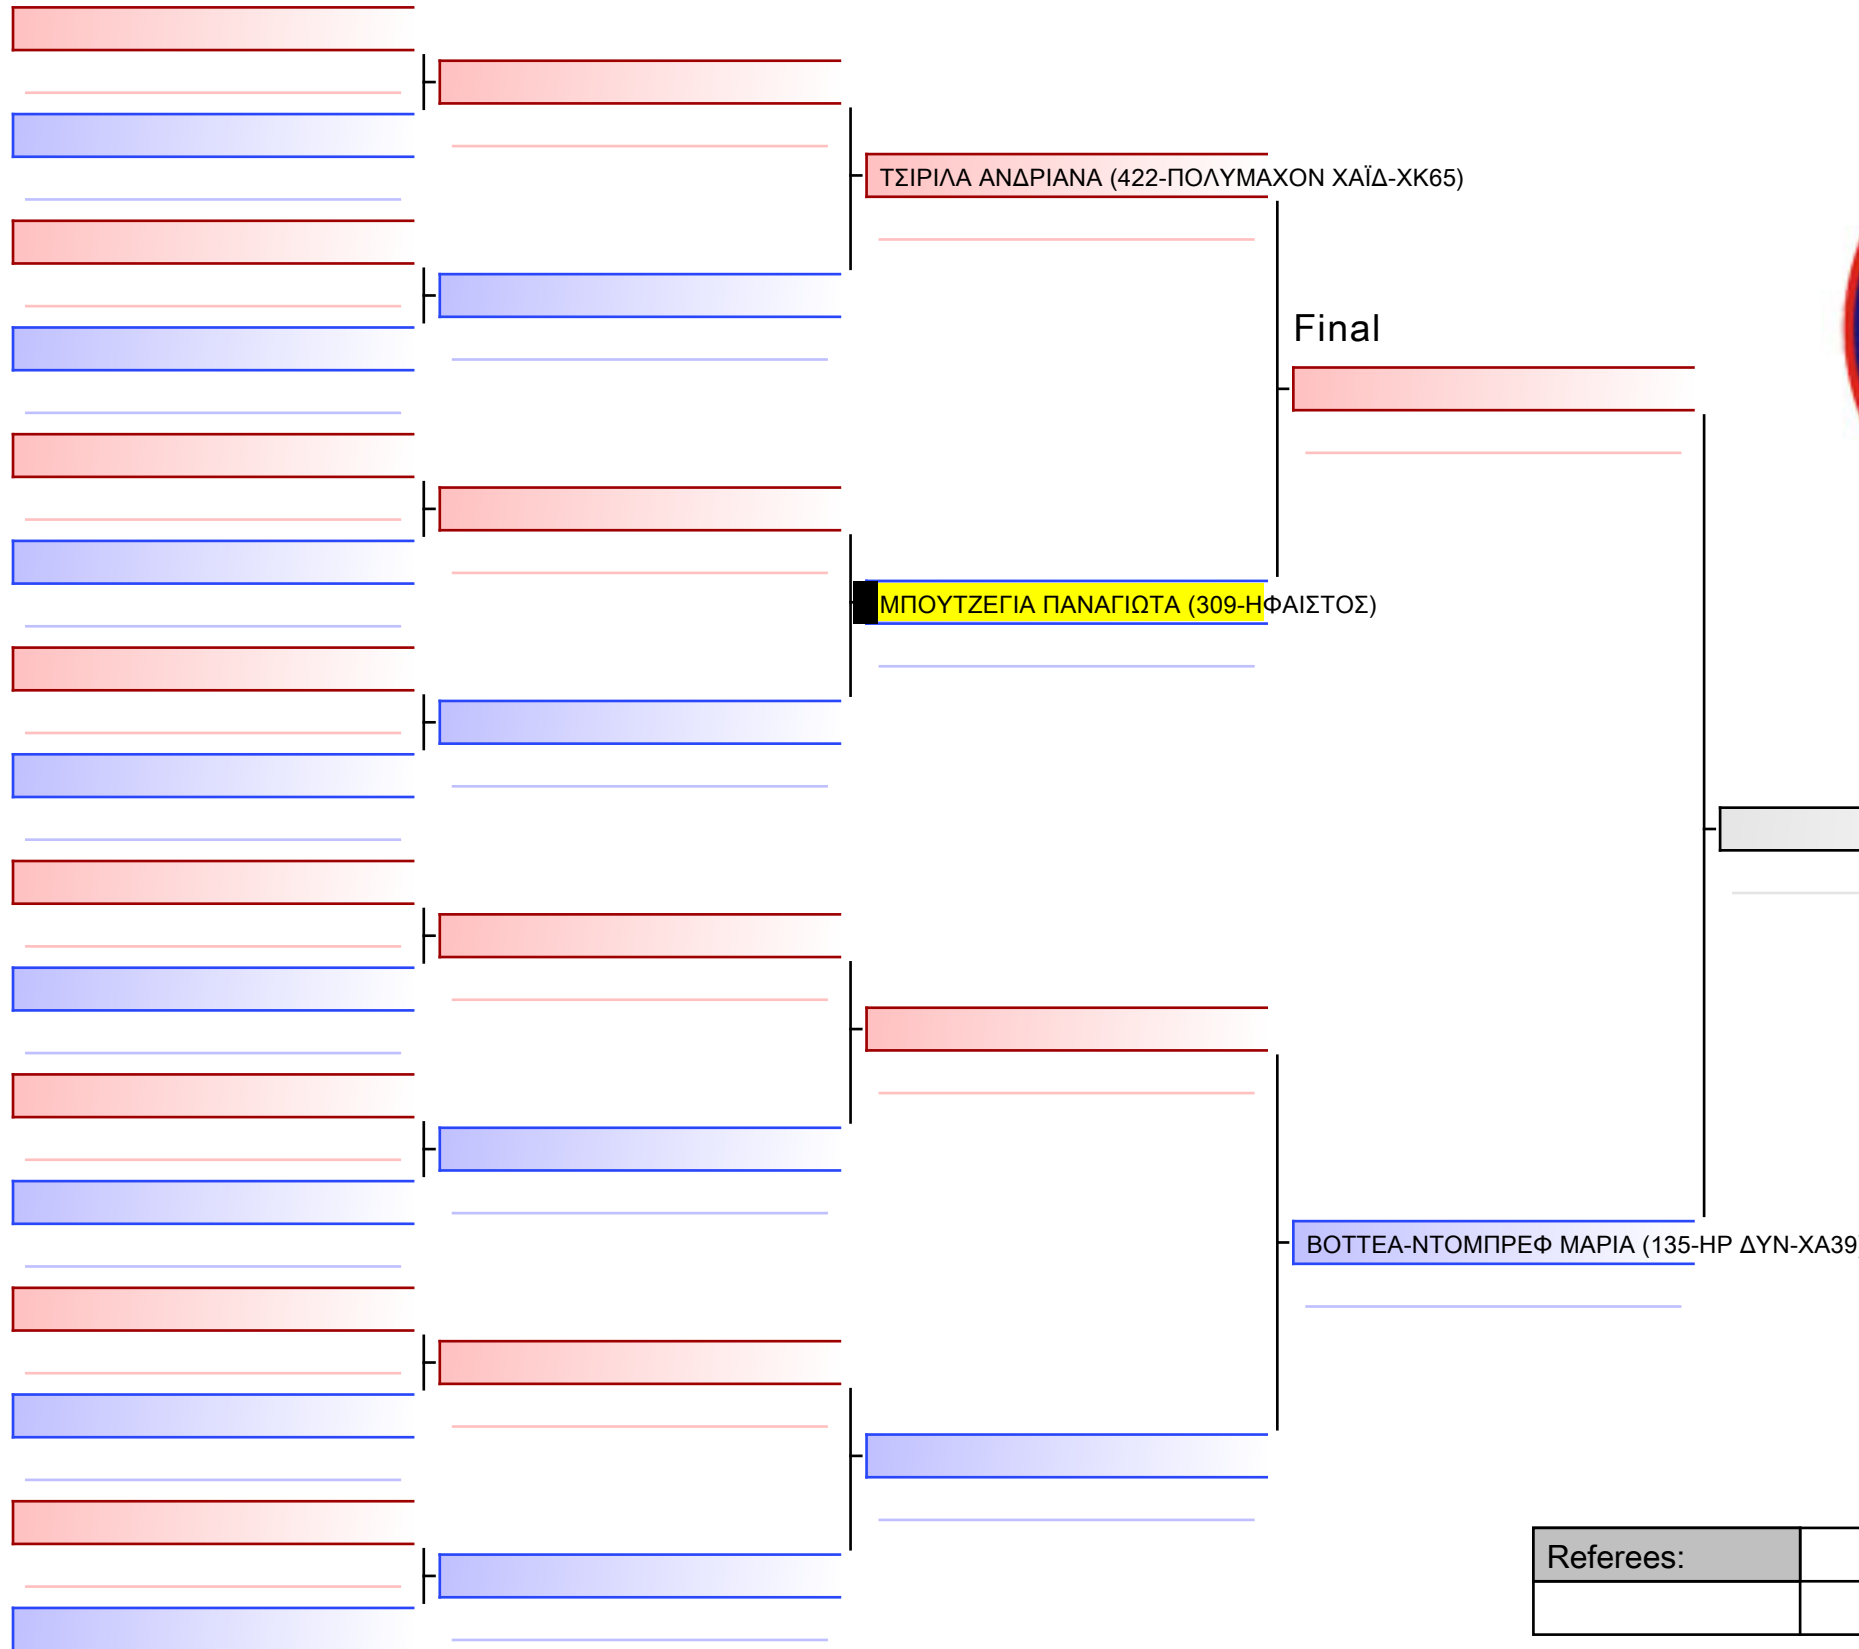 ΤΣΙΡΙΛΑ ΑΝΔΡΙΑΝΑ (422-ΠΟΛΥΜΑΧΟΝ ΧΑΪΔ-ΧΚ65)
Final
ΜΠΟΥΤΖΕΓΙΑ ΠΑΝΑΓΙΩΤΑ (309-ΗΦΑΙΣΤΟΣ)
ΒΟΤΤΕΑ-ΝΤΟΜΠΡΕΦ ΜΑΡΙΑ (135-ΗΡ ΔΥΝ-ΧΑ39
Referees: